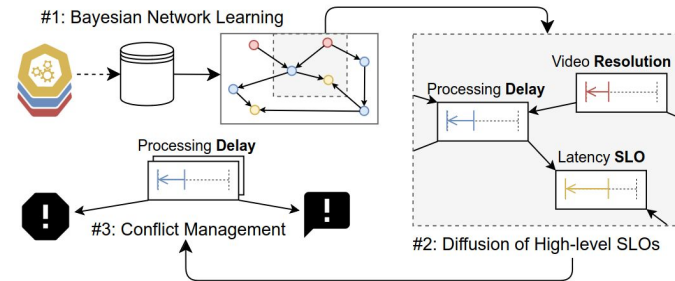 #1: Bayesian Network Learning
Video Resolution
Processing Delay
Latency SLO
#2: Diffusion of High-level SLOs
Processing Delay
#3: Conflict Management